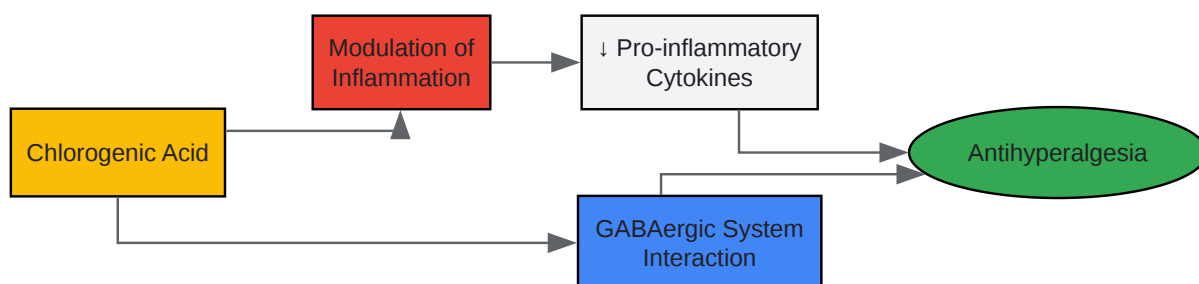 Modulation of
Inflammation
↓ Pro-inflammatory
Cytokines
Chlorogenic Acid
Antihyperalgesia
GABAergic System
Interaction